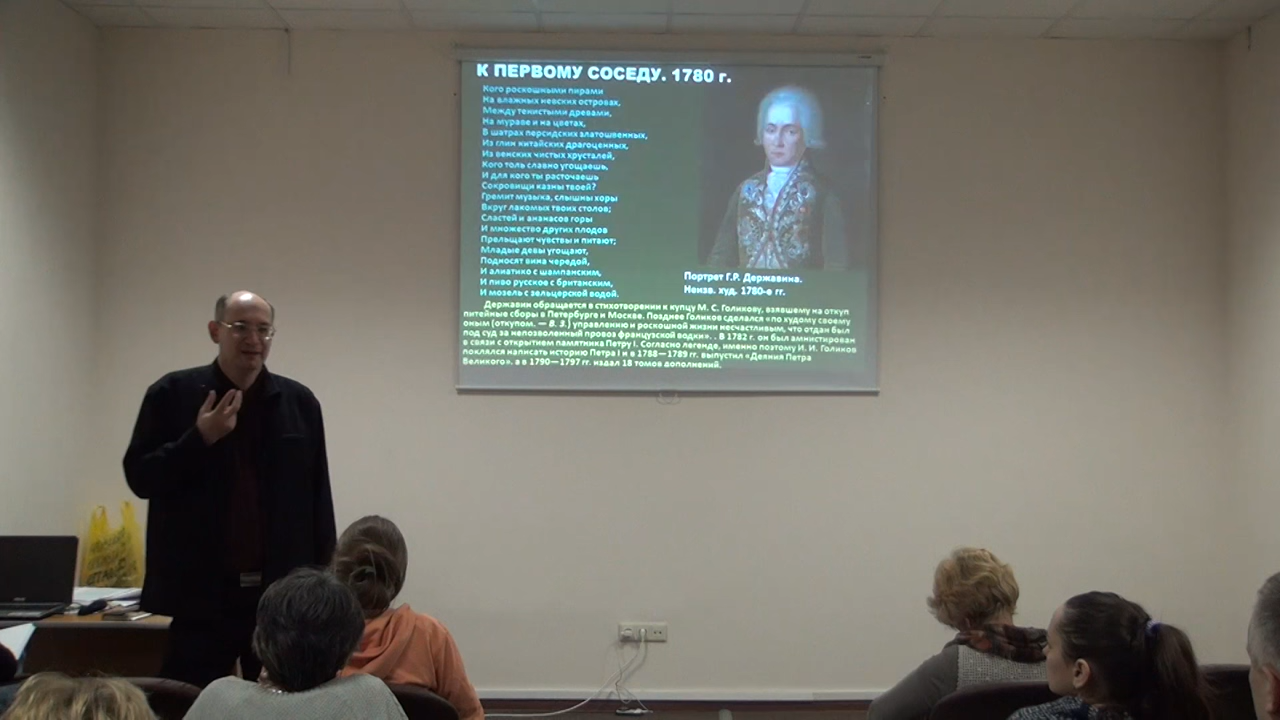 К ПЕРВОМУ СОСЕДУ. 1780 г.
Кого роскошными пирами
На влажных невских островах,
Между тенистыми древами,
На мураве и на цветах,
В шатрах персидских златошвенных,
Из глин китайских драгоценных,
Из венских чистых хрусталей,
Кого толь славно угощаешь,
И для кого ты расточаешь
Сокровищи казны твоей?
Гремит музыка, слышны хоры
Вкруг лакомых твоих столов;
Сластей и ананасов горы
И множество других плодов
Прельщают чувствы и питают;
Младые девы угощают,
Подносят вина чередой,
И алиатико с шампанским,
И пиво русское с британским,
И мозель с зельцерской водой.
Портрет Г.Р. Державина.
Неизв. худ. 1780-е гг.
Державин обращается в стихотворении к купцу М. С. Голикову, взявшему на откуп
питейные сборы в Петербурге и Москве. Позднее Голиков сделался «по худому своему
оным (откупом. — В. З.) управлению и роскошной жизни несчастливым, что отдан был
под суд за непозволенный провоз французской водки». . В 1782 г. он был амнистирован
в связи с открытием памятника Петру I. Согласно легенде, именно поэтому И. И. Голиков
поклялся написать историю Петра I и в 1788—1789 гг. выпустил «Деяния Петра
Великого». а в 1790—1797 гг. издал 18 томов дополнений.